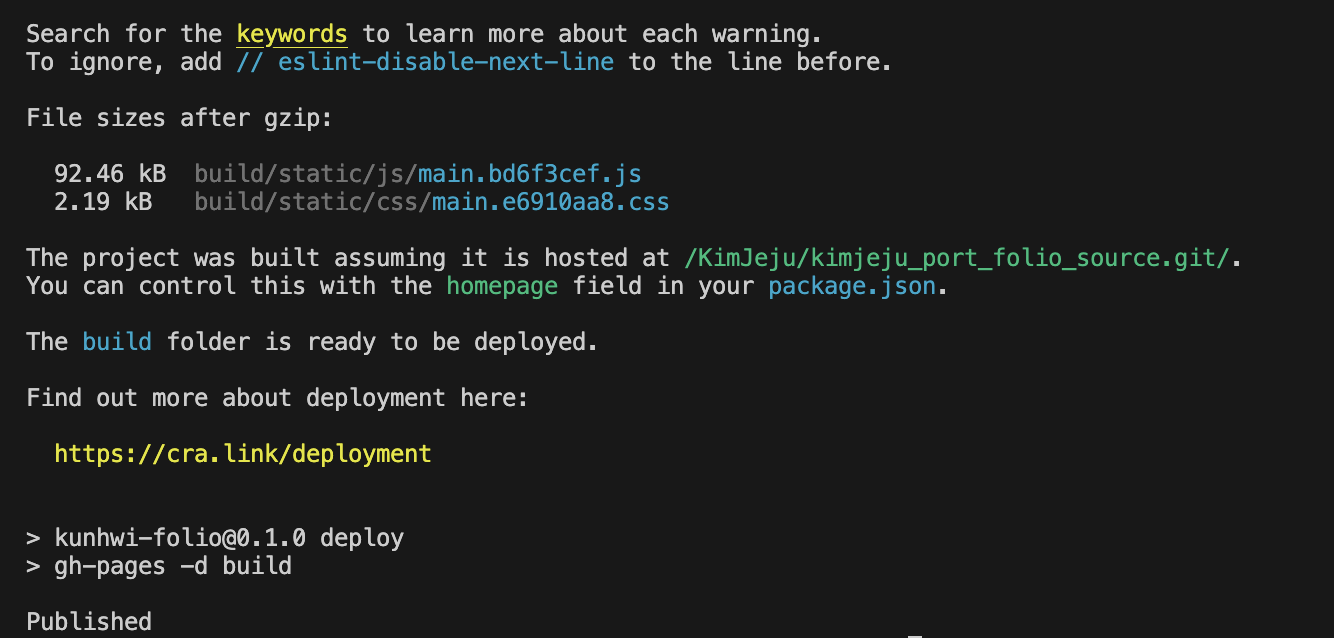 Search for the keywords to learn more about each warning.
To ignore, add // eslint-disable-next-line to the line before.
File sizes after gzip:
92.46 kB  build/static/js/main.bd6f3cef.js
2.19 kB   build/static/css/main.e6910aa8.css
The project was built assuming it is hosted at /KimJeju/kimjeju_port_folio_source.git/.
You can control this with the homepage field in your package.json.
The build folder is ready to be deployed.
Find out more about deployment here:
https://cra.link/deployment
> kunhwi-folio@0.1.0 deploy
> gh-pages -d build
Published